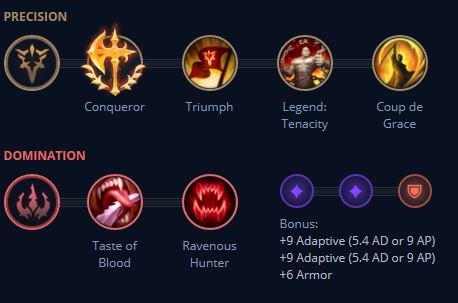 PRECISION
Conqueror
Triumph
Legend:
Tenacity
Coup de
Grace
DOMINATION
Taste of
Blood
Ravenous
Hunter
Bonus:
+9 Adaptive (5.4 AD or 9 AP)
+9 Adaptive (5.4 AD or 9 AP)
+6 Armor